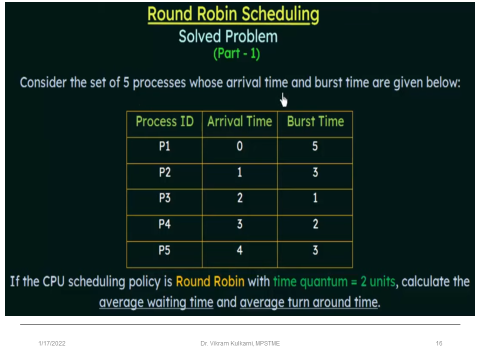 Round Robin Scheduling
Solved Problem
(Part - 1)
Consider the set of 5 processes whose arrival time and burst time are given below:
Process ID Arrival Time Burst Time
P1 0 5
P2 1 3
P3 2 1
P4 3 2
P5 4 3
If the CPU scheduling policy is Round Robin with time quantum = 2 units, calculate the
average waiting time and average turn around time.
1/17/2022 Dr. Vikram Kulkarni, MPSTME 16